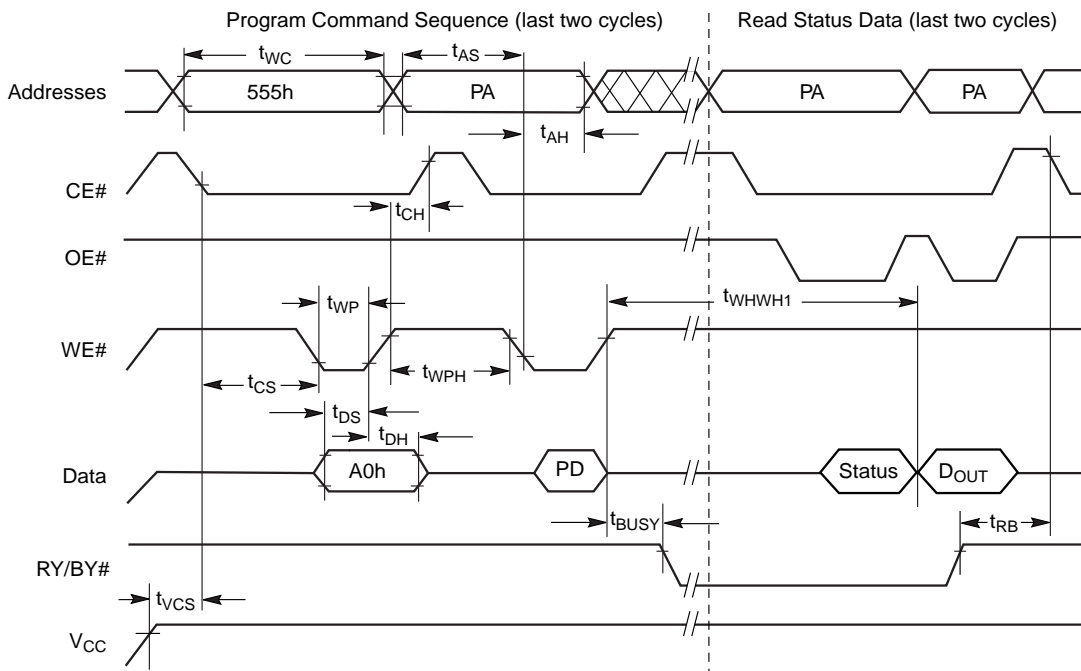 Program Command Sequence (last two cycles) Read Status Data (last two cycles)
tWC tAS
Addresses 555h PA PA PA
tAH
CE#
tCH
OE#
tWP tWHWH1
WE#
tCS tWPH
tDS
tDH
Data A0h PD Status DOUT
tBUSY tRB
RY/BY#
tVCS
VCC